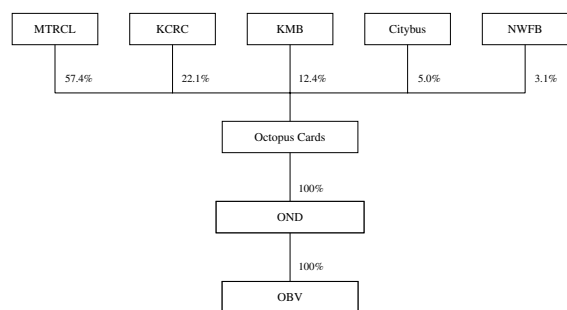 MTRCL KCRC KMB Citybus NWFB
57.4% 22.1% 12.4% 5.0% 3.1%
Octopus Cards
100%
OND
100%
OBV